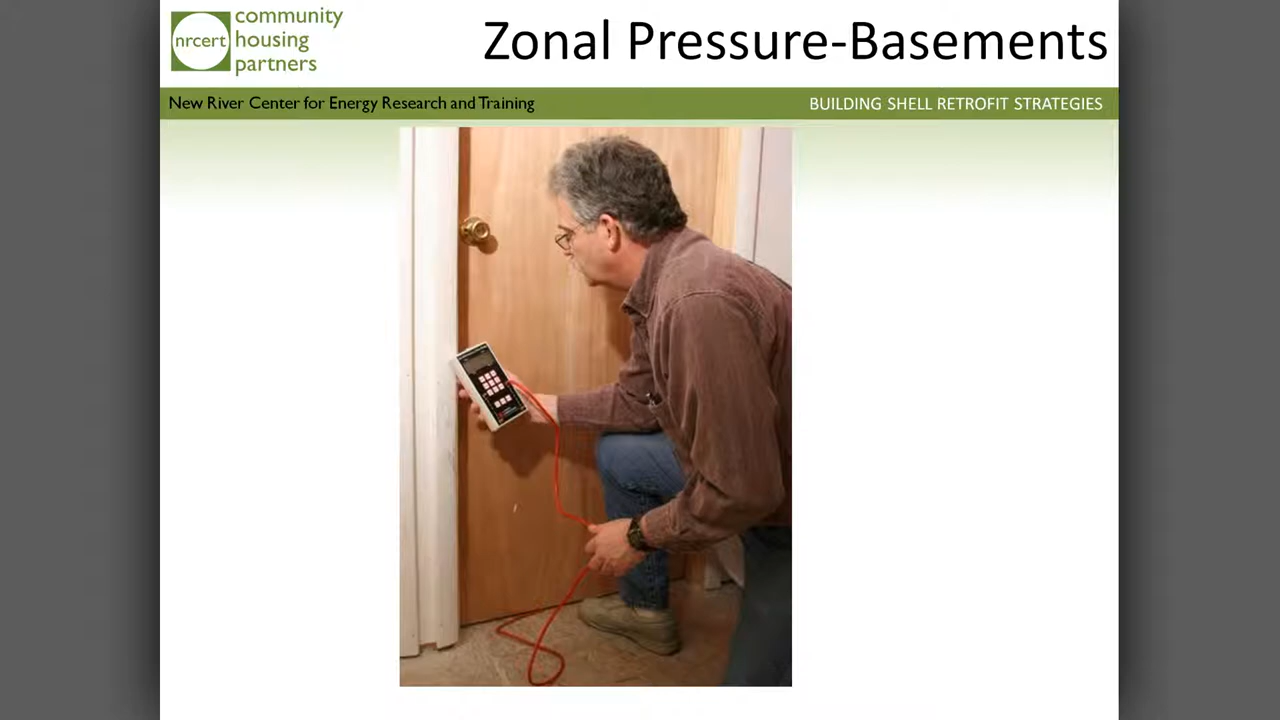 nrcert
community
housing
partners
Zonal Pressure-Basements
New River Center for Energy Research and Training
BUILDING SHELL RETROFIT STRATEGIES